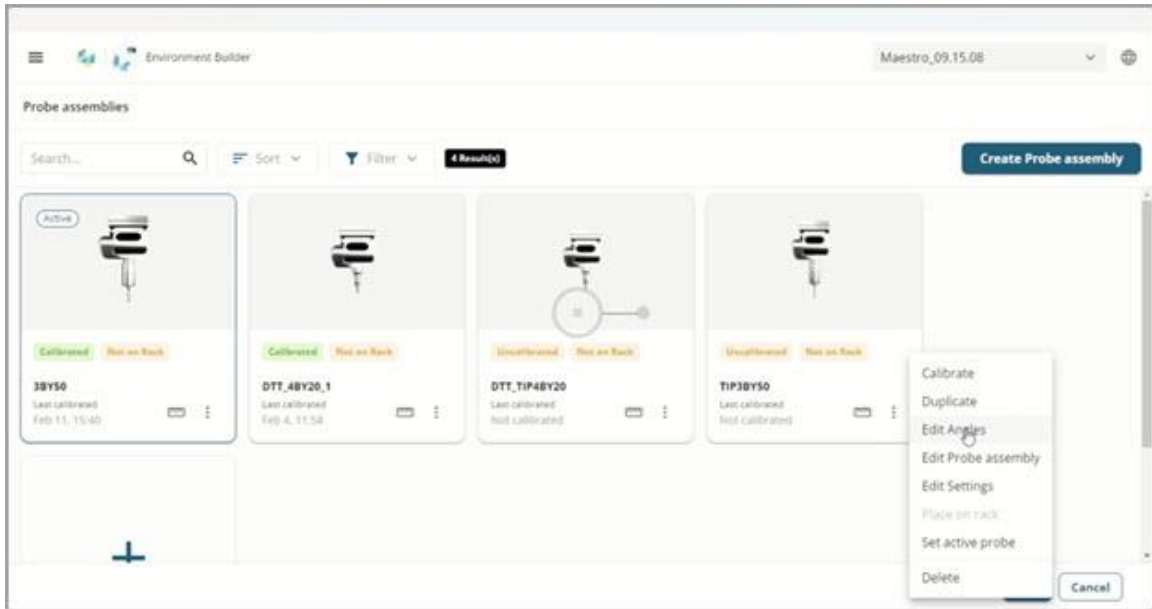 Environment Builder
Maestro_09.15.08
Probe assemblies
Search...
Sort
Filter
4 Result(s)
Create Probe assembly
Active
Calibrated Not on Rack
3BY50
Last calibrated
Feb 11, 15:40
Calibrated Not on Rack
DTT_4BY20_1
Last calibrated
Feb 4, 11:58
Uncalibrated Not on Rack
DTT_TIP4BY20
Last calibrated
Not calibrated
Uncalibrated Not on Rack
TIP3BY50
Last calibrated
Not calibrated
Calibrate
Duplicate
Edit Angles
Edit Probe assembly
Edit Settings
Place on rack
Set active probe
Delete
Cancel